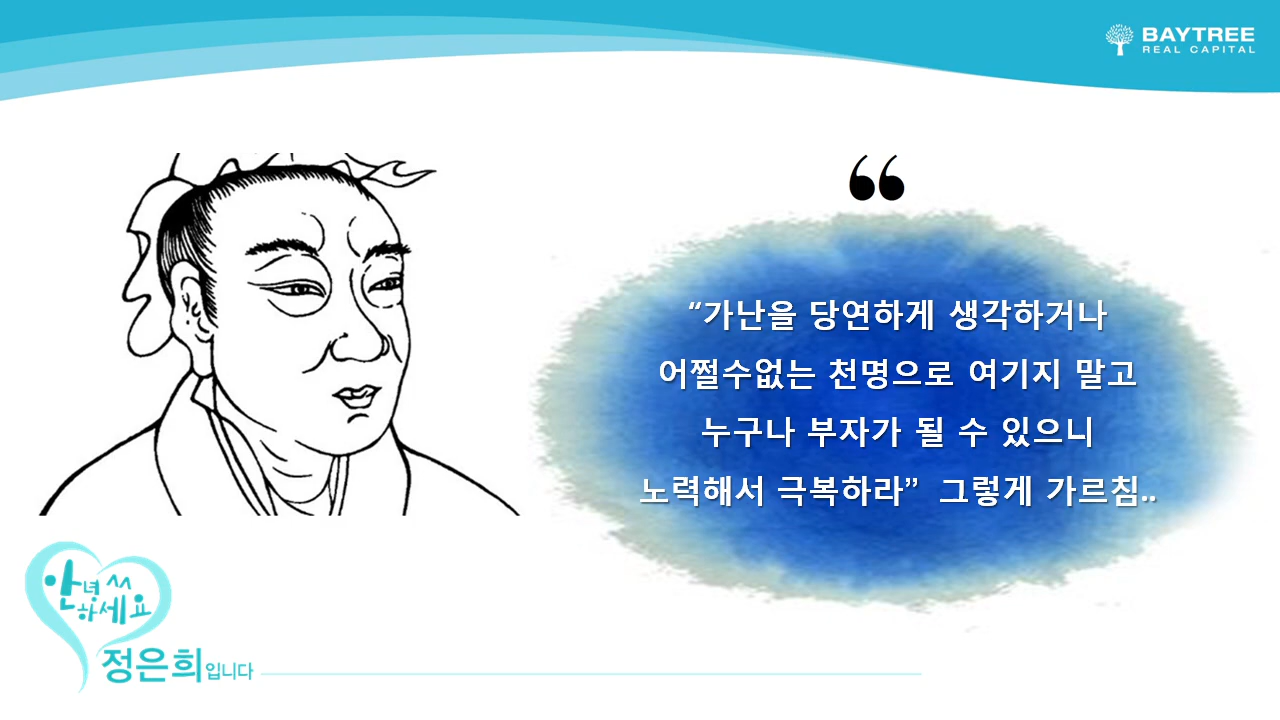 BAYTREE
REAL CAPITAL
“
“가난을 당연하게 생각하거나
어쩔수없는 천명으로 여기지 말고
누구나 부자가 될 수 있으니
노력해서 극복하라” 그렇게 가르침..
안녕^^
하세요
정은희입니다